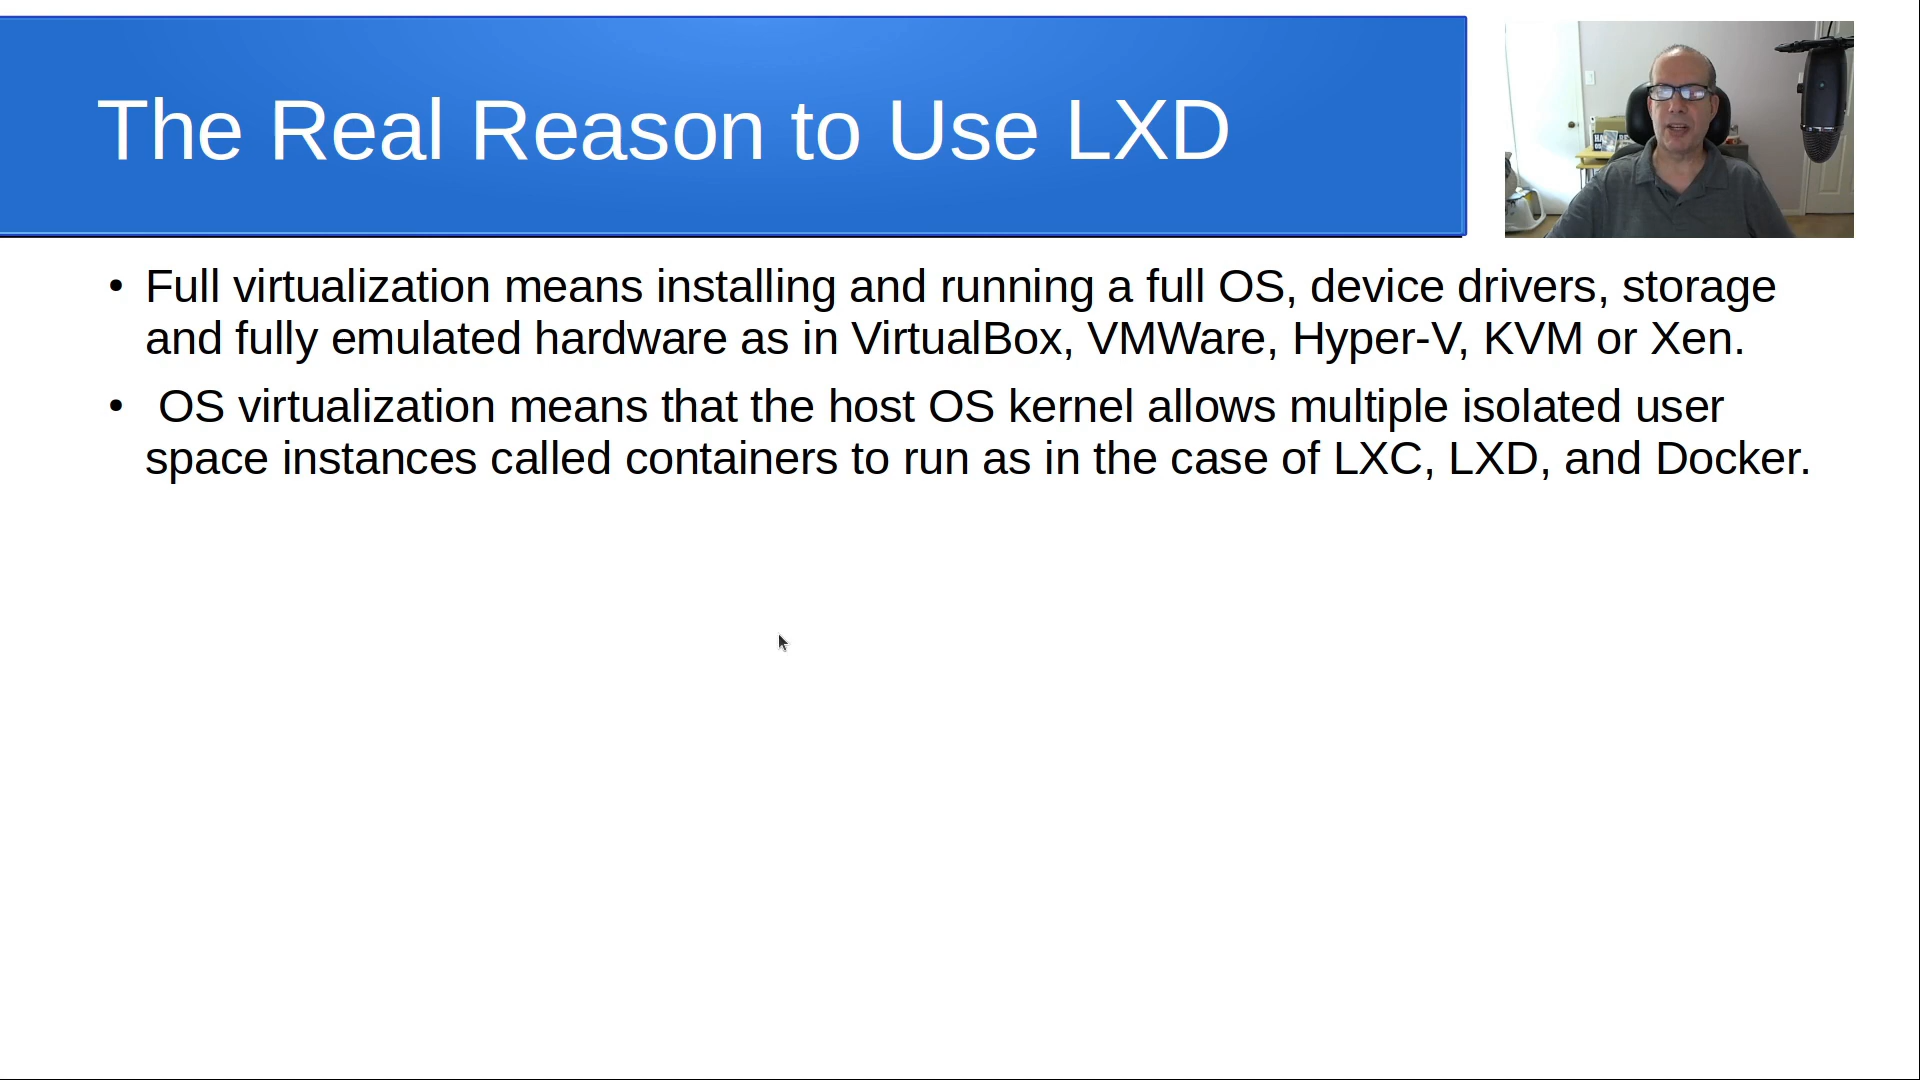 The Real Reason to Use LXD
• Full virtualization means installing and running a full OS, device drivers, storage
and fully emulated hardware as in VirtualBox, VMWare, Hyper-V, KVM or Xen.
• OS virtualization means that the host OS kernel allows multiple isolated user
space instances called containers to run as in the case of LXC, LXD, and Docker.